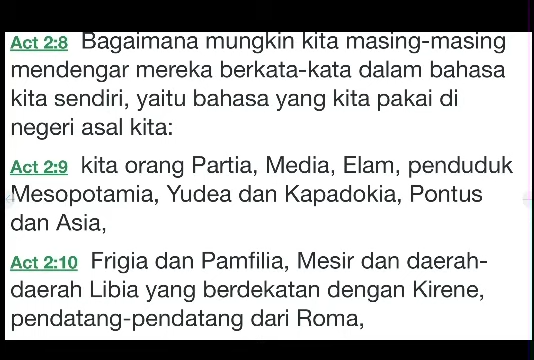 Act 2:8 Bagaimana mungkin kita masing-masing
mendengar mereka berkata-kata dalam bahasa
kita sendiri, yaitu bahasa yang kita pakai di
negeri asal kita:
Act 2:9 kita orang Partia, Media, Elam, penduduk
Mesopotamia, Yudea dan Kapadokia, Pontus
dan Asia,
Act 2:10 Frigia dan Pamfilia, Mesir dan daerah-
daerah Libia yang berdekatan dengan Kirene,
pendatang-pendatang dari Roma,